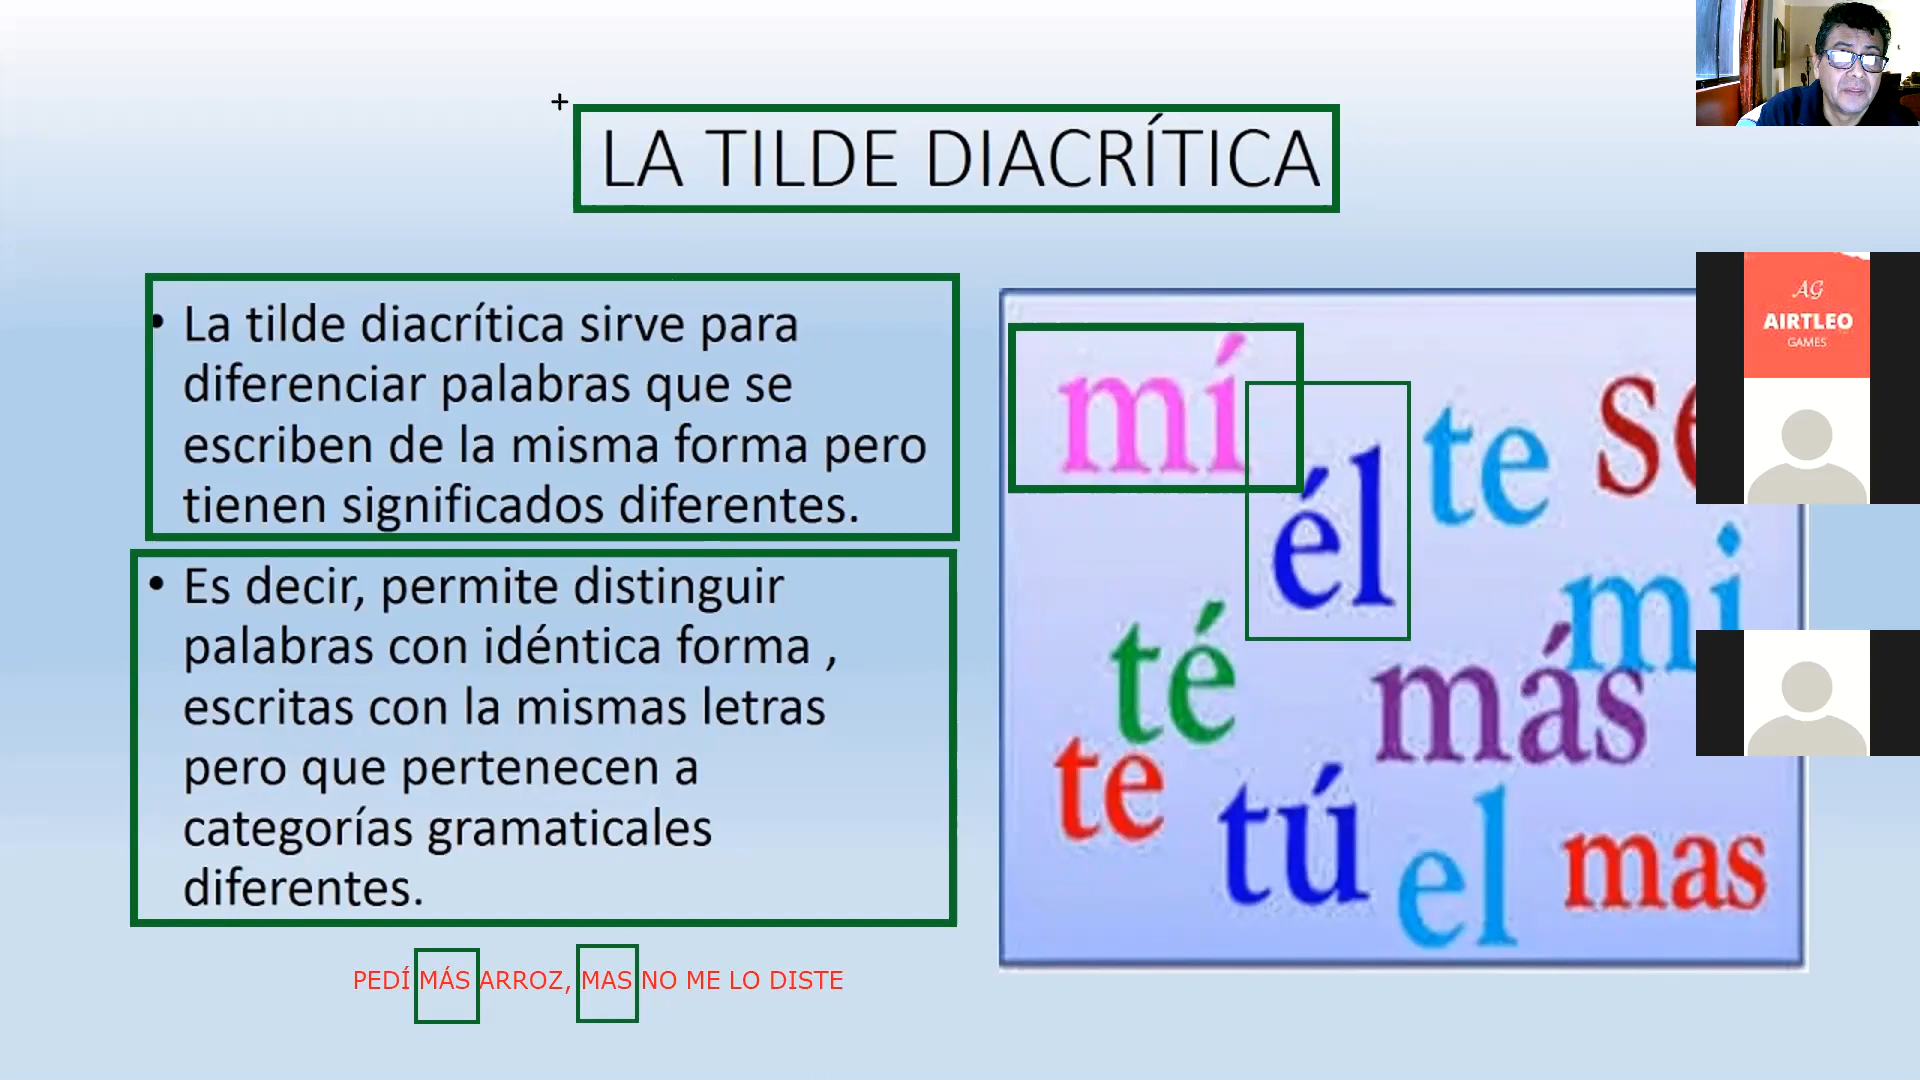 LA TILDE DIACRÍTICA
• La tilde diacrítica sirve para
diferenciar palabras que se
escriben de la misma forma pero
tienen significados diferentes.
• Es decir, permite distinguir
palabras con idéntica forma ,
escritas con la mismas letras
pero que pertenecen a
categorías gramaticales
diferentes.
PEDÍ MÁS ARROZ, MAS NO ME LO DISTE
mí
él
te
mi
té
más
te
tú
el
mas
AG
AIRTLEO
GAMES